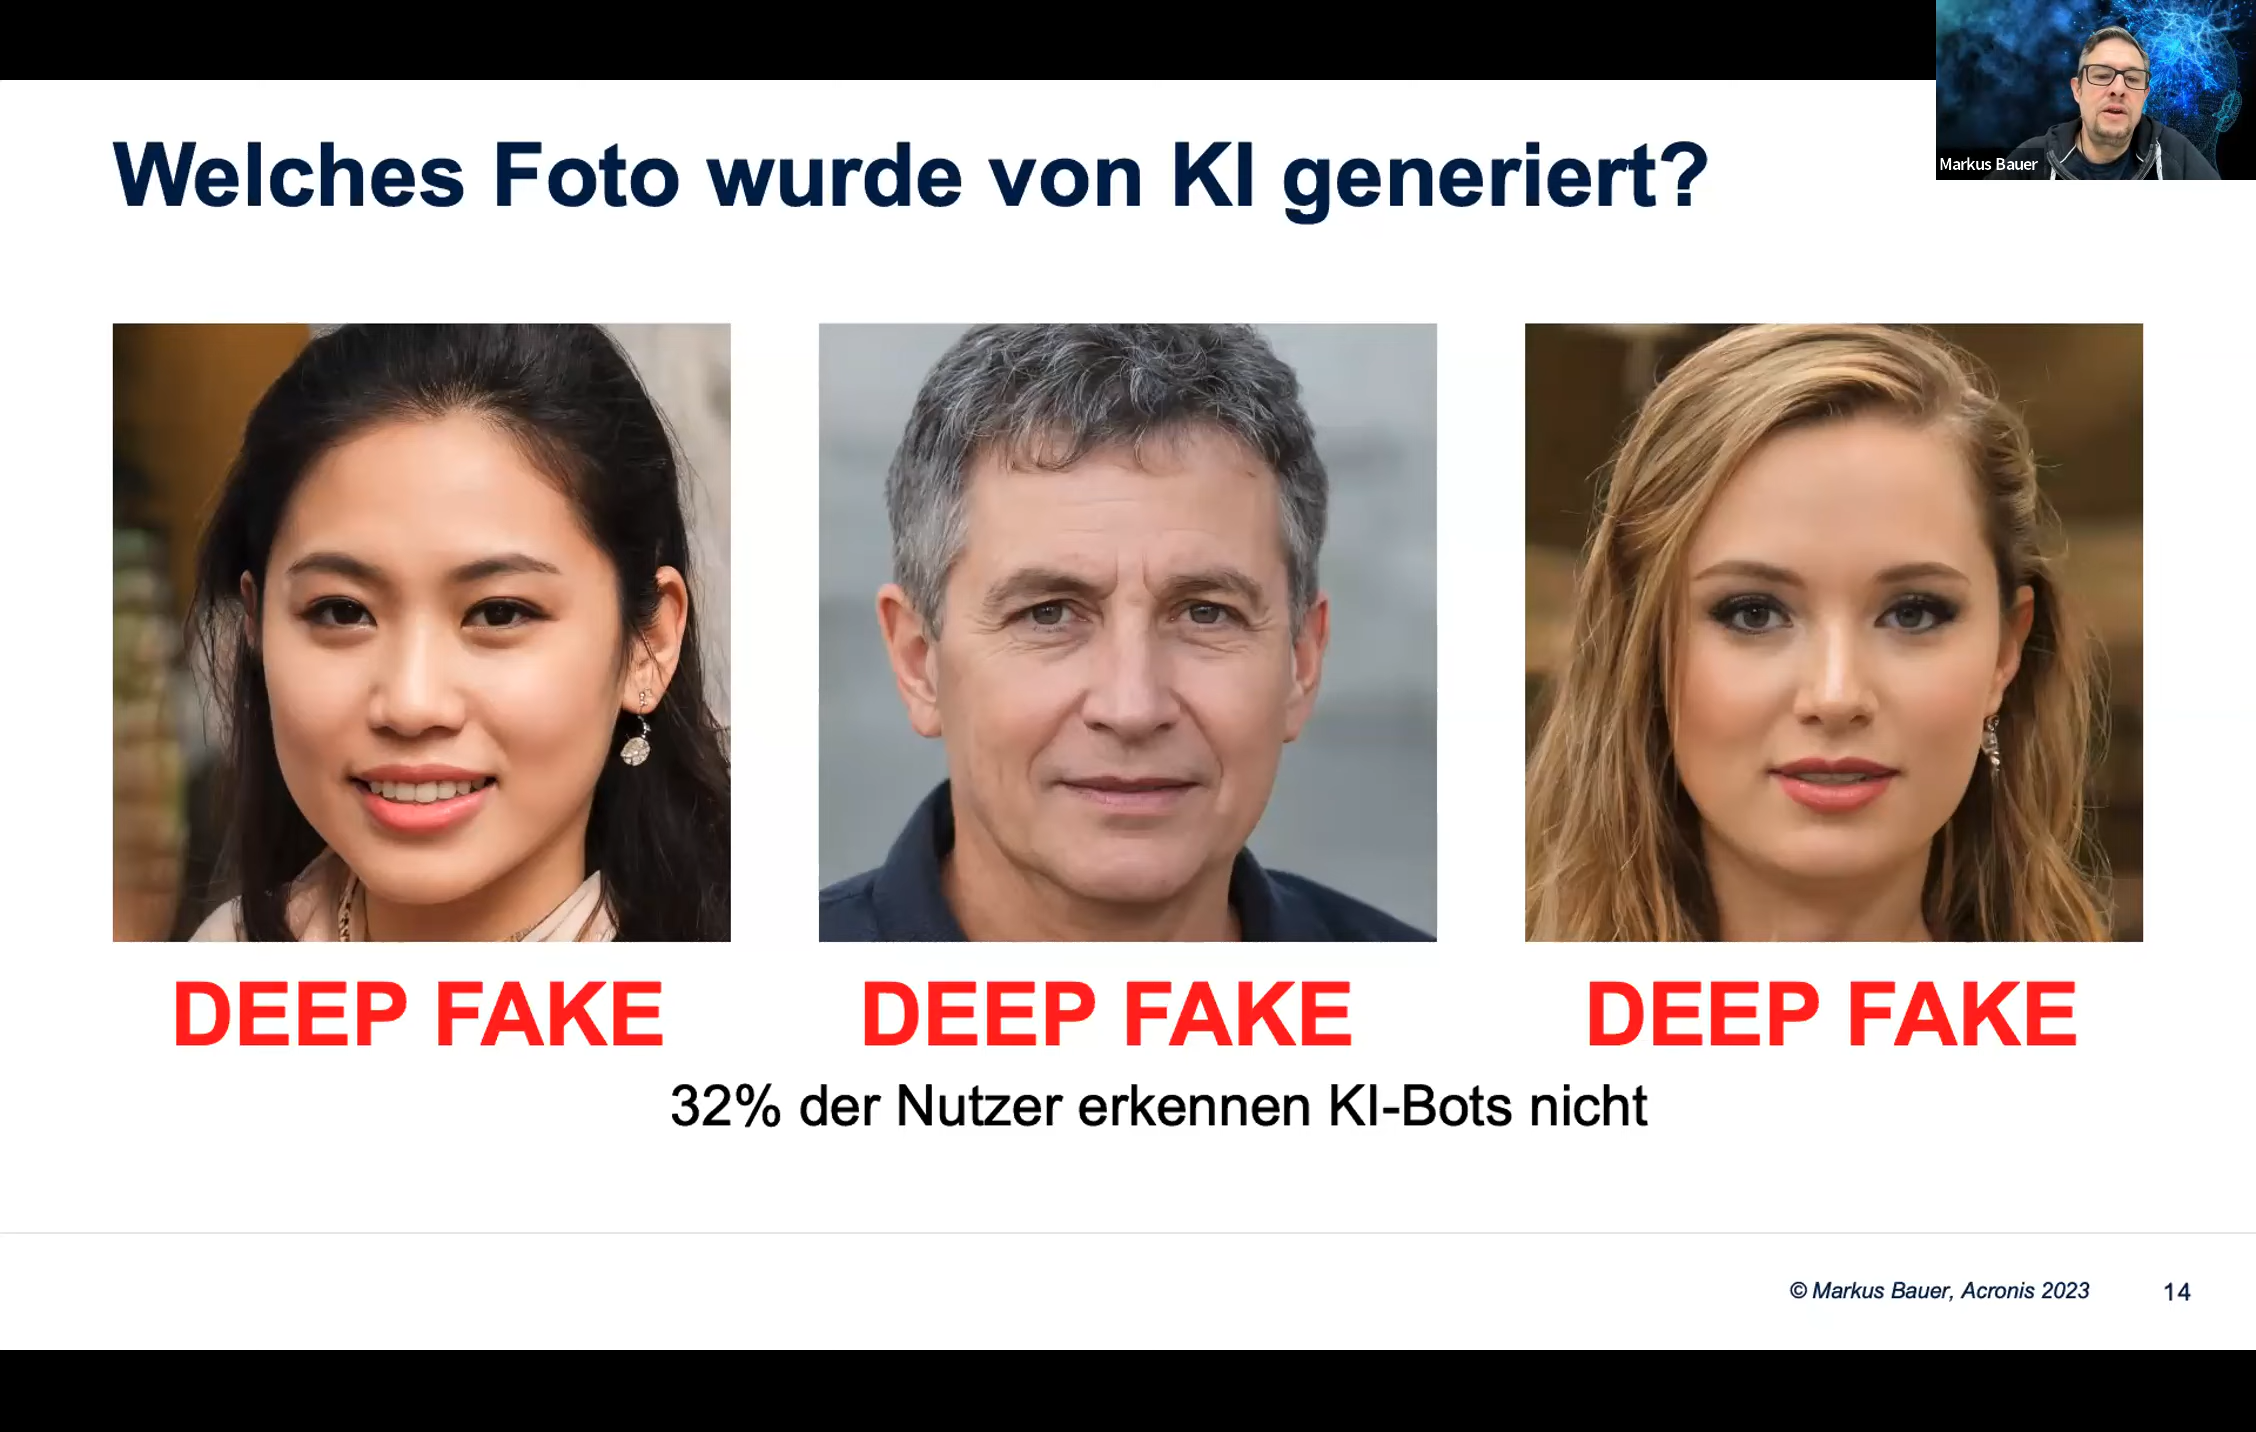 Markus Bauer
Welches Foto wurde von KI generiert?
DEEP FAKE
DEEP FAKE
DEEP FAKE
32% der Nutzer erkennen KI-Bots nicht
© Markus Bauer, Acronis 2023
14